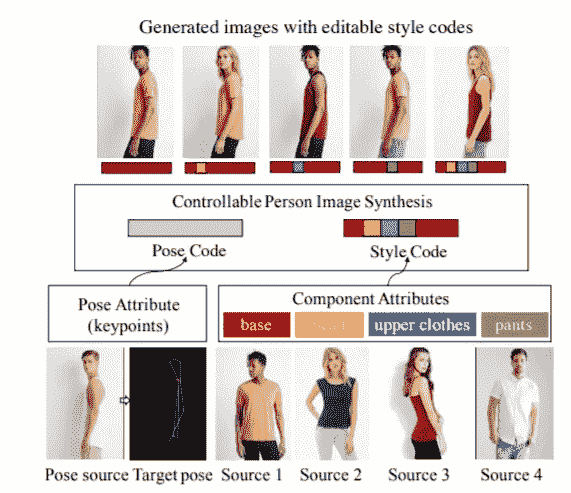 Generated images with editable style codes
Controllable Person Image Synthesis
Pose Code
Style Code
Pose Attribute
(keypoints)
Component Attributes
base
upper clothes
pants
Pose source
Target pose
Source 1
Source 2
Source 3
Source 4